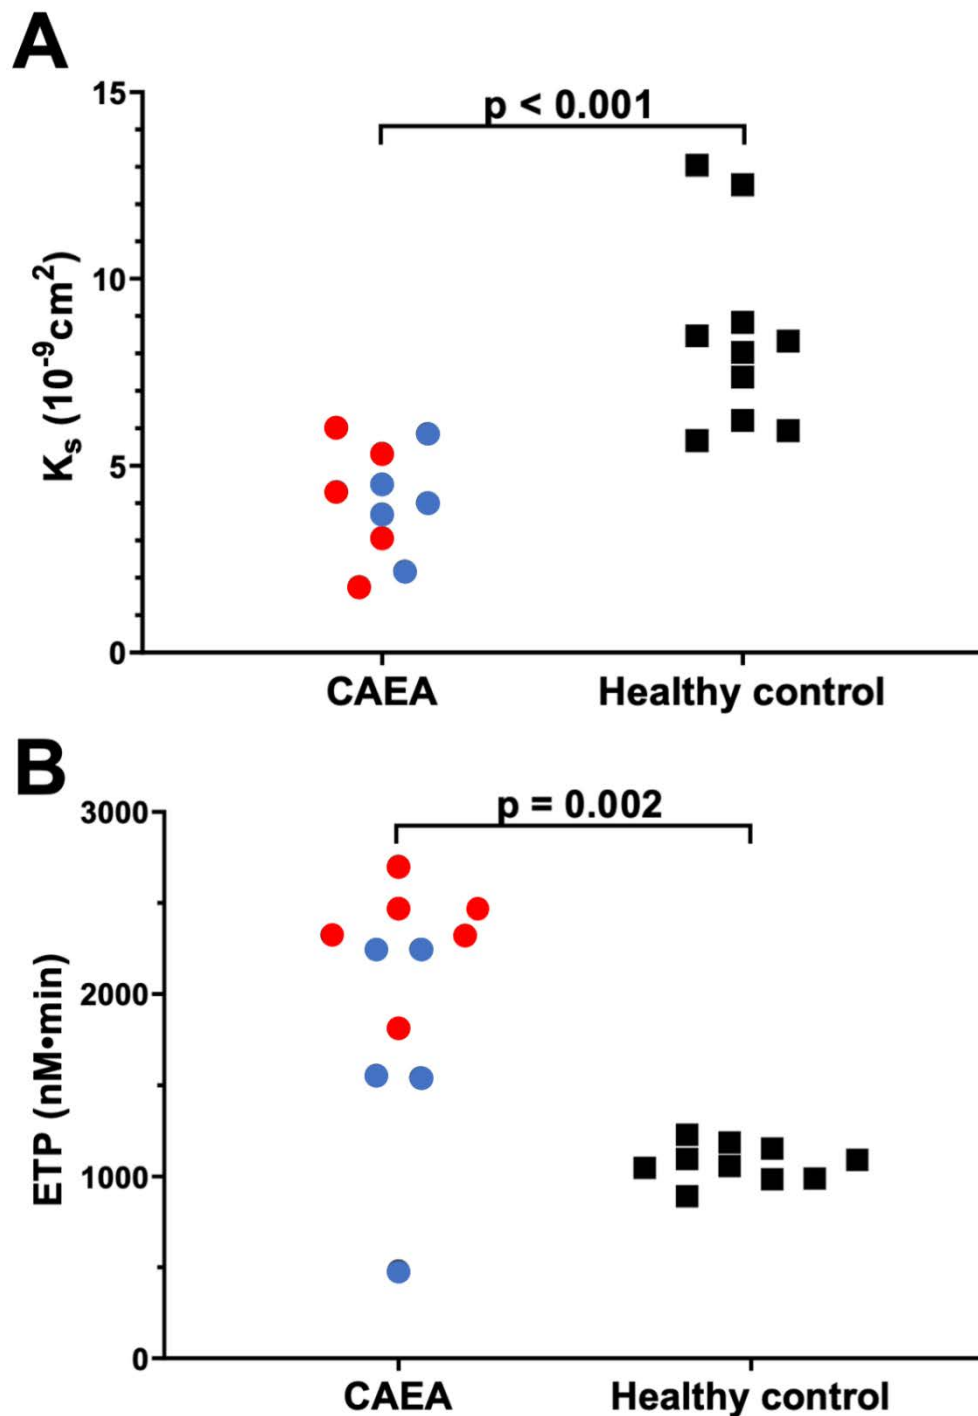 A
p < 0.001
15
10
5
0
Kₛ (10⁻⁹cm²)
CAEA Healthy control
B
p = 0.002
3000
2000
1000
0
ETP (nM•min)
CAEA Healthy control